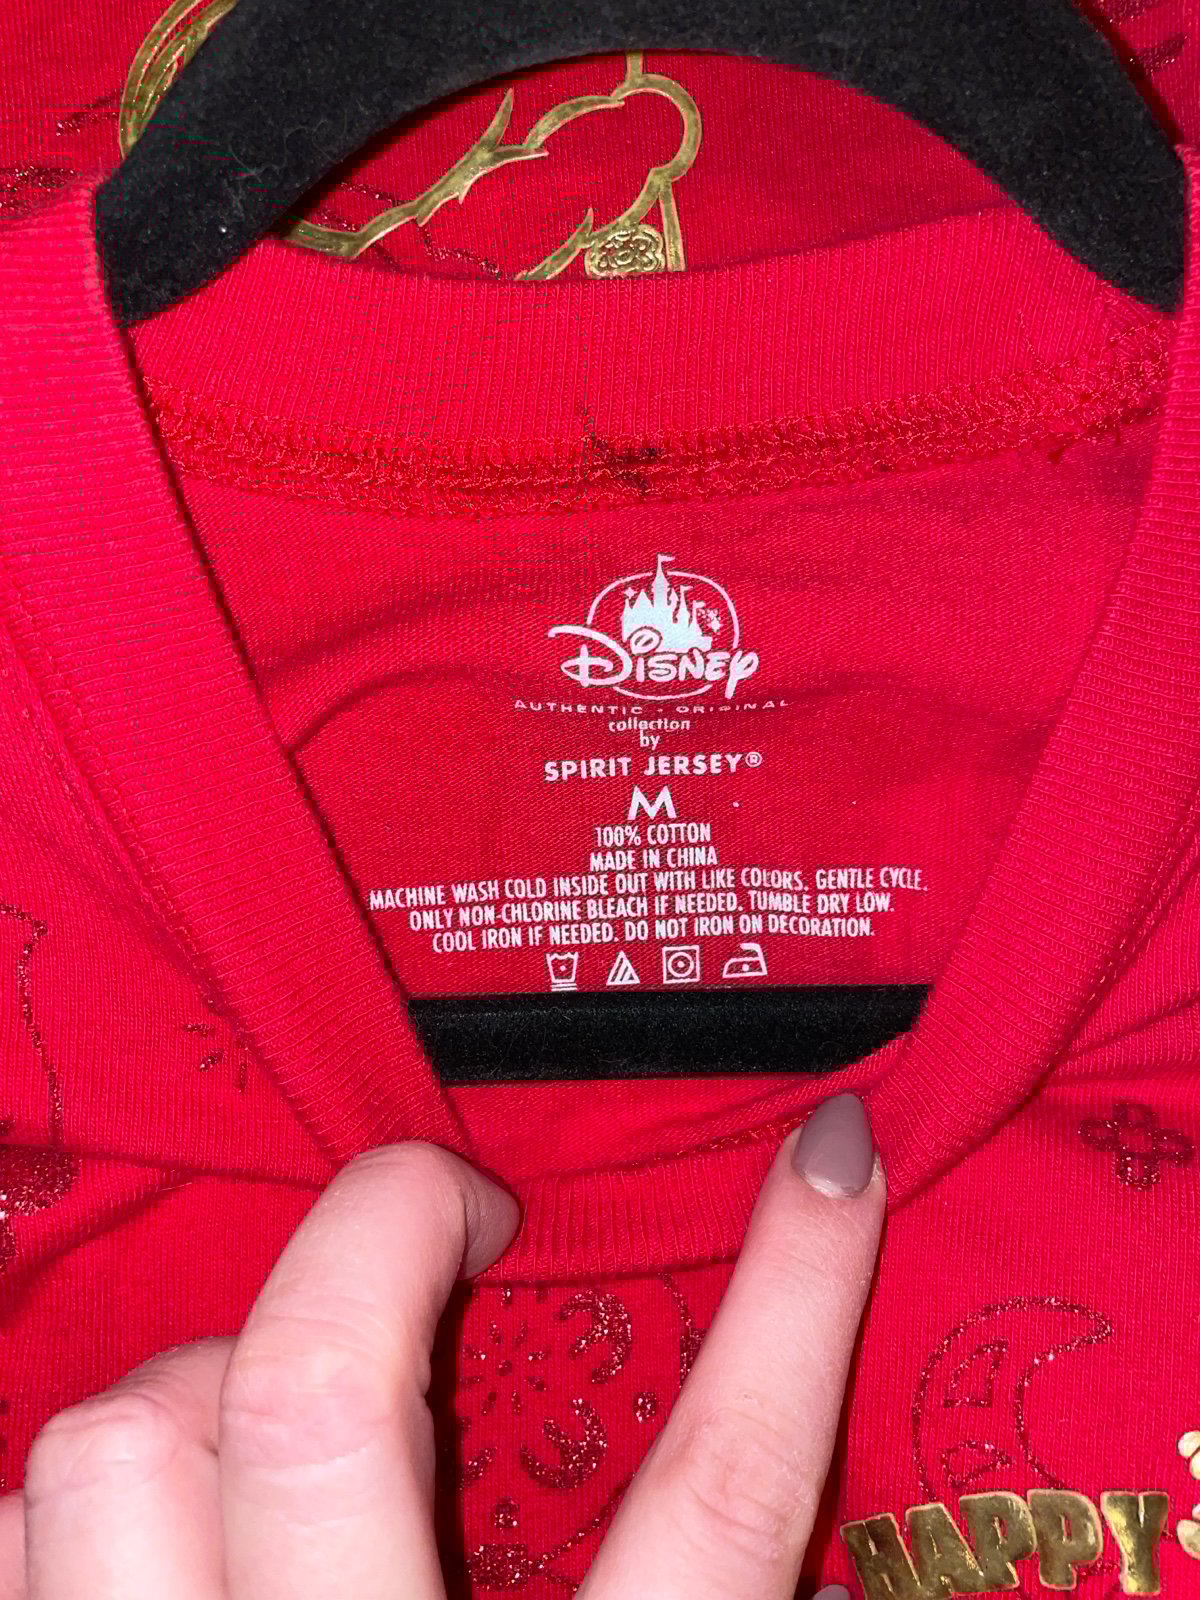 Disney
AUTHENTIC • ORIGINAL
collection
by
SPIRIT JERSEY®
M
100% COTTON
MADE IN CHINA
MACHINE WASH COLD INSIDE OUT WITH LIKE COLORS. GENTLE CYCLE.
ONLY NON-CHLORINE BLEACH IF NEEDED. TUMBLE DRY LOW.
COOL IRON IF NEEDED. DO NOT IRON ON DECORATION.
HAPPY